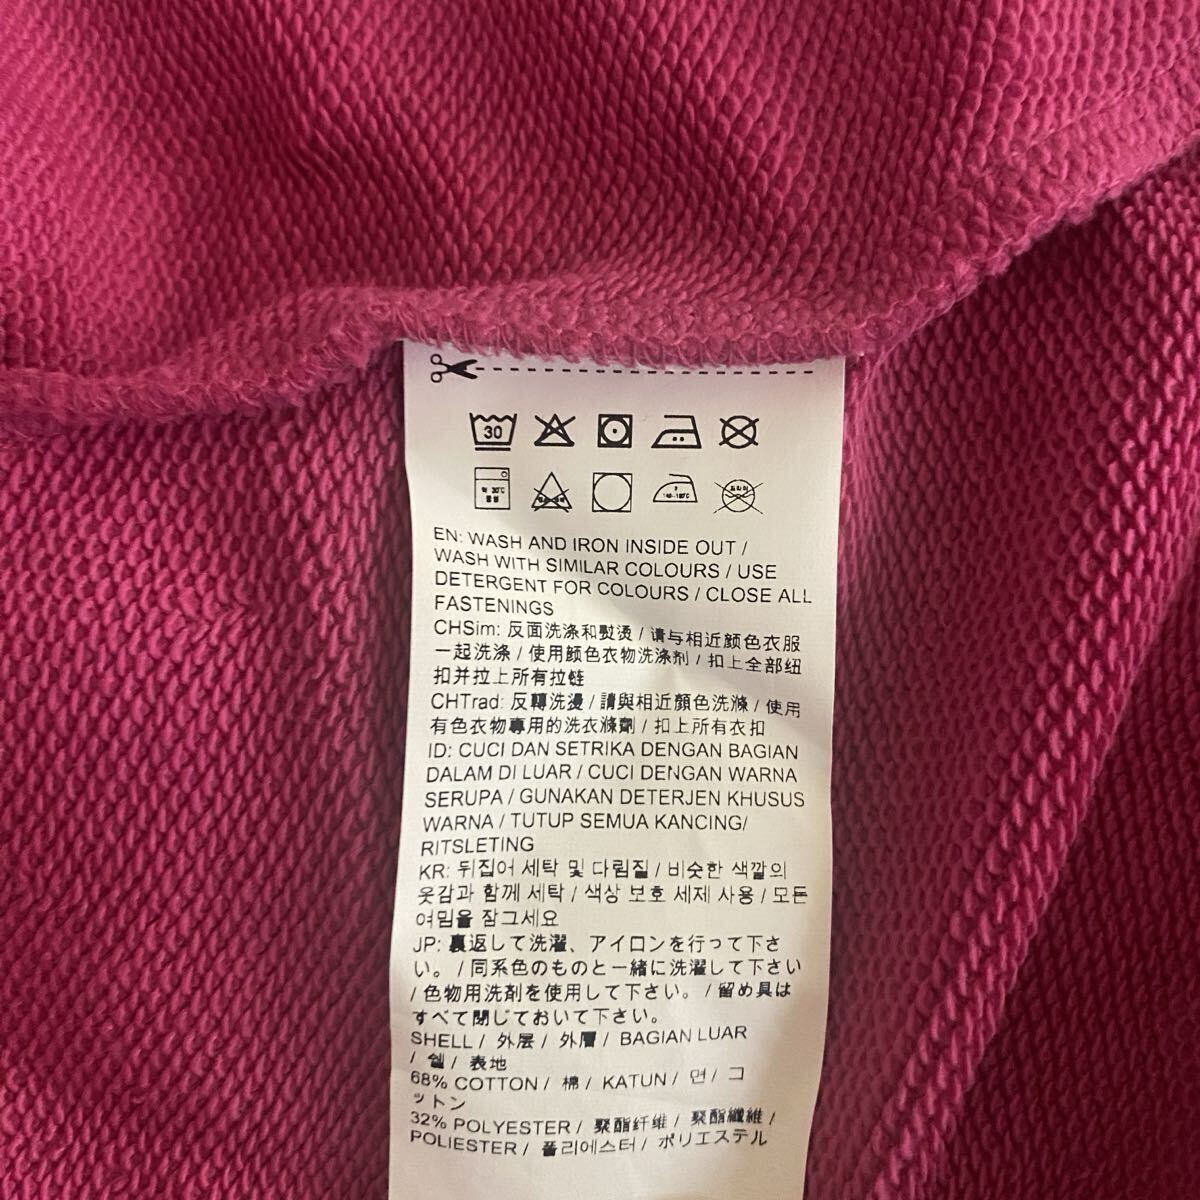 30
EN: WASH AND IRON INSIDE OUT /
WASH WITH SIMILAR COLOURS / USE
DETERGENT FOR COLOURS / CLOSE ALL
FASTENINGS
CHSim: 反面洗涤和熨烫 / 请与相近颜色衣服
一起洗涤 / 使用颜色衣物洗涤剂 / 扣上全部纽
扣并拉上所有拉链
CHTrad: 反轉洗燙 / 請與相近顏色洗滌 / 使用
有色衣物專用的洗衣滌劑 / 扣上所有衣扣
ID: CUCI DAN SETRIKA DENGAN BAGIAN
DALAM DI LUAR / CUCI DENGAN WARNA
SERUPA / GUNAKAN DETERJEN KHUSUS
WARNA / TUTUP SEMUA KANCING/
RITSLETING
KR: 뒤집어 세탁 및 다림질 / 비슷한 색깔의
옷감과 함께 세탁 / 색상 보호 세제 사용 / 모든
여밈을 잠그세요
JP: 裏返して洗濯、アイロンを行って下さ
い。 / 同系色のものと一緒に洗濯して下さい
/ 色物用洗剤を使用して下さい。 / 留め具は
すべて閉じておいて下さい。
SHELL / 外层 / 外層 / BAGIAN LUAR
/ 쉘 / 表地
68% COTTON / 棉 / KATUN / 면 / コ
ットン
32% POLYESTER / 聚酯纤维 / 聚酯纖維 /
POLIESTER / 폴리에스터 / ポリエステル